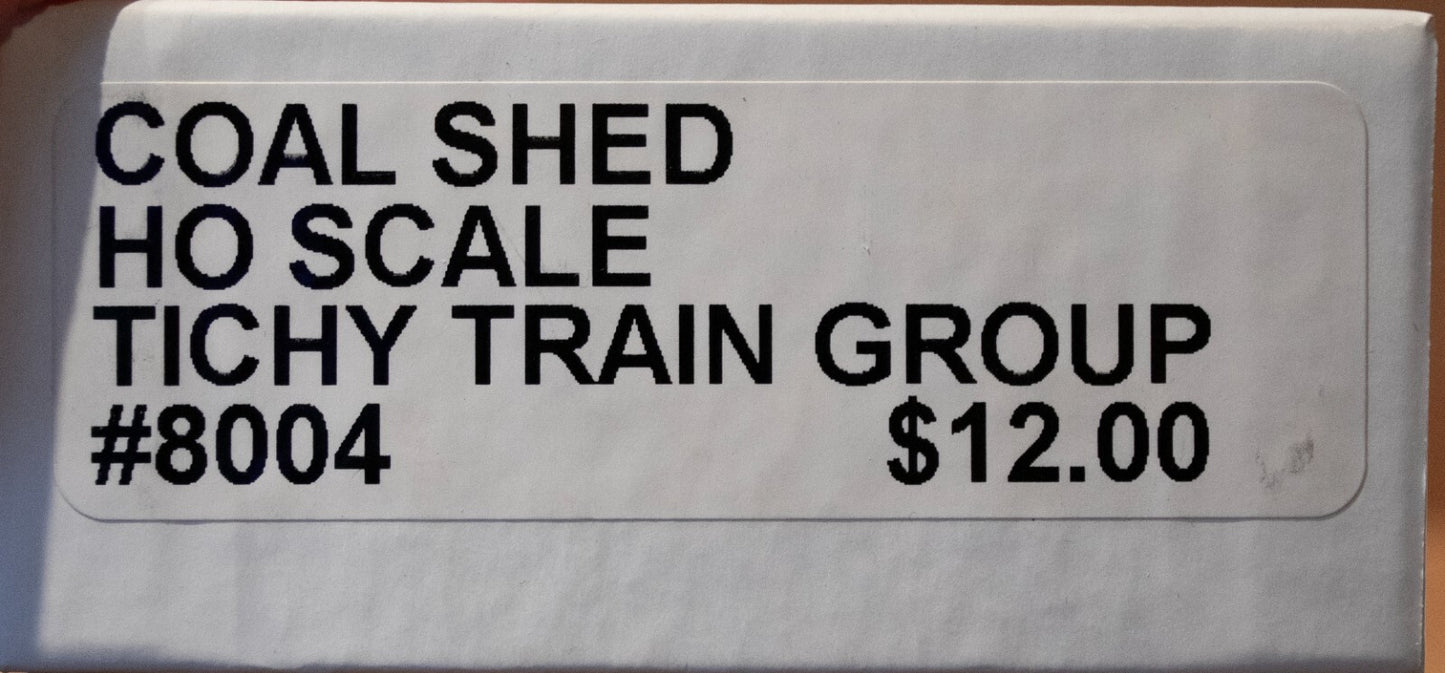 COAL SHED
HO SCALE
TICHY TRAIN GROUP
#8004 $12.00